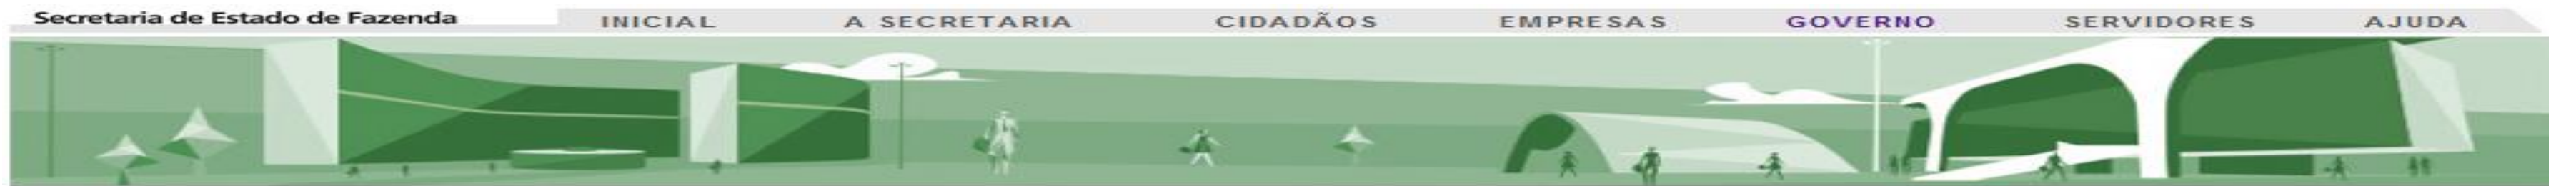 Secretaria de Estado de Fazenda INICIAL A SECRETARIA CIDADÃOS EMPRESAS GOVERNO SERVIDORES AJUDA